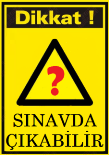 Dikkat !
?
SINAVDA
ÇIKABİLİR